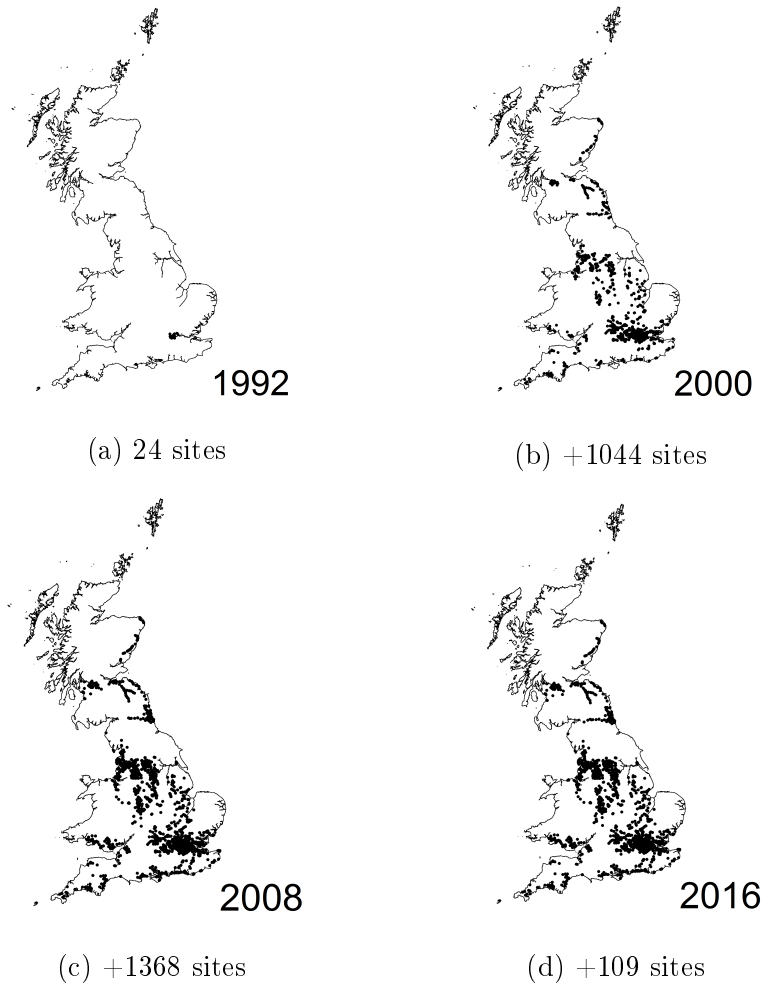 1992
2000
(a) 24 sites
(b) +1044 sites
2008
2016
(c) +1368 sites
(d) +109 sites